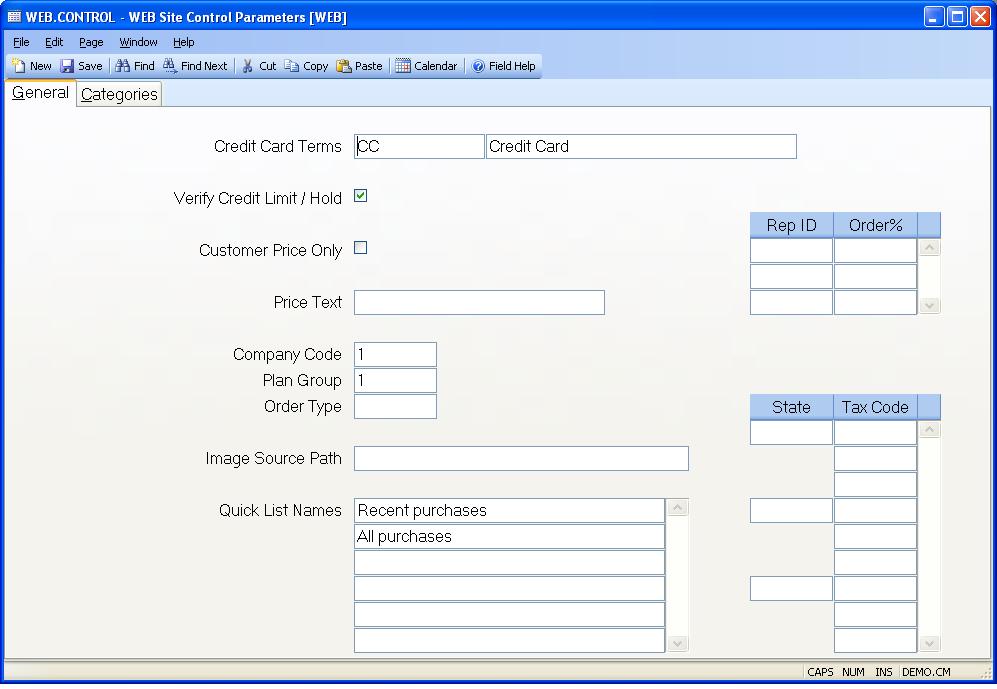 WEB.CONTROL - WEB Site Control Parameters [WEB]
File Edit Page Window Help
New Save Find Find Next Cut Copy Paste Calendar Field Help
General Categories
Credit Card Terms CC Credit Card
Verify Credit Limit / Hold
Rep ID Order%
Customer Price Only
Price Text
Company Code 1
Plan Group 1
Order Type
State Tax Code
Image Source Path
Quick List Names Recent purchases
All purchases
CAPS NUM INS DEMO.CM